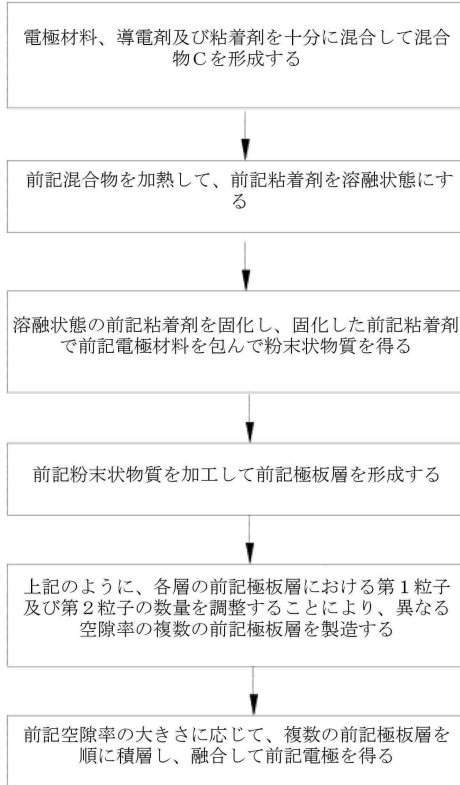 電極材料、導電剤及び粘着剤を十分に混合して混合
物Cを形成する
前記混合物を加熱して、前記粘着剤を溶融状態にす
る
溶融状態の前記粘着剤を固化し、固化した前記粘着剤
で前記電極材料を包んで粉末状物質を得る
前記粉末状物質を加工して前記極板層を形成する
上記のように、各層の前記極板層における第1粒子
及び第2粒子の数量を調整することにより、異なる
空隙率の複数の前記極板層を製造する
前記空隙率の大きさに応じて、複数の前記極板層を
順に積層し、融合して前記電極を得る